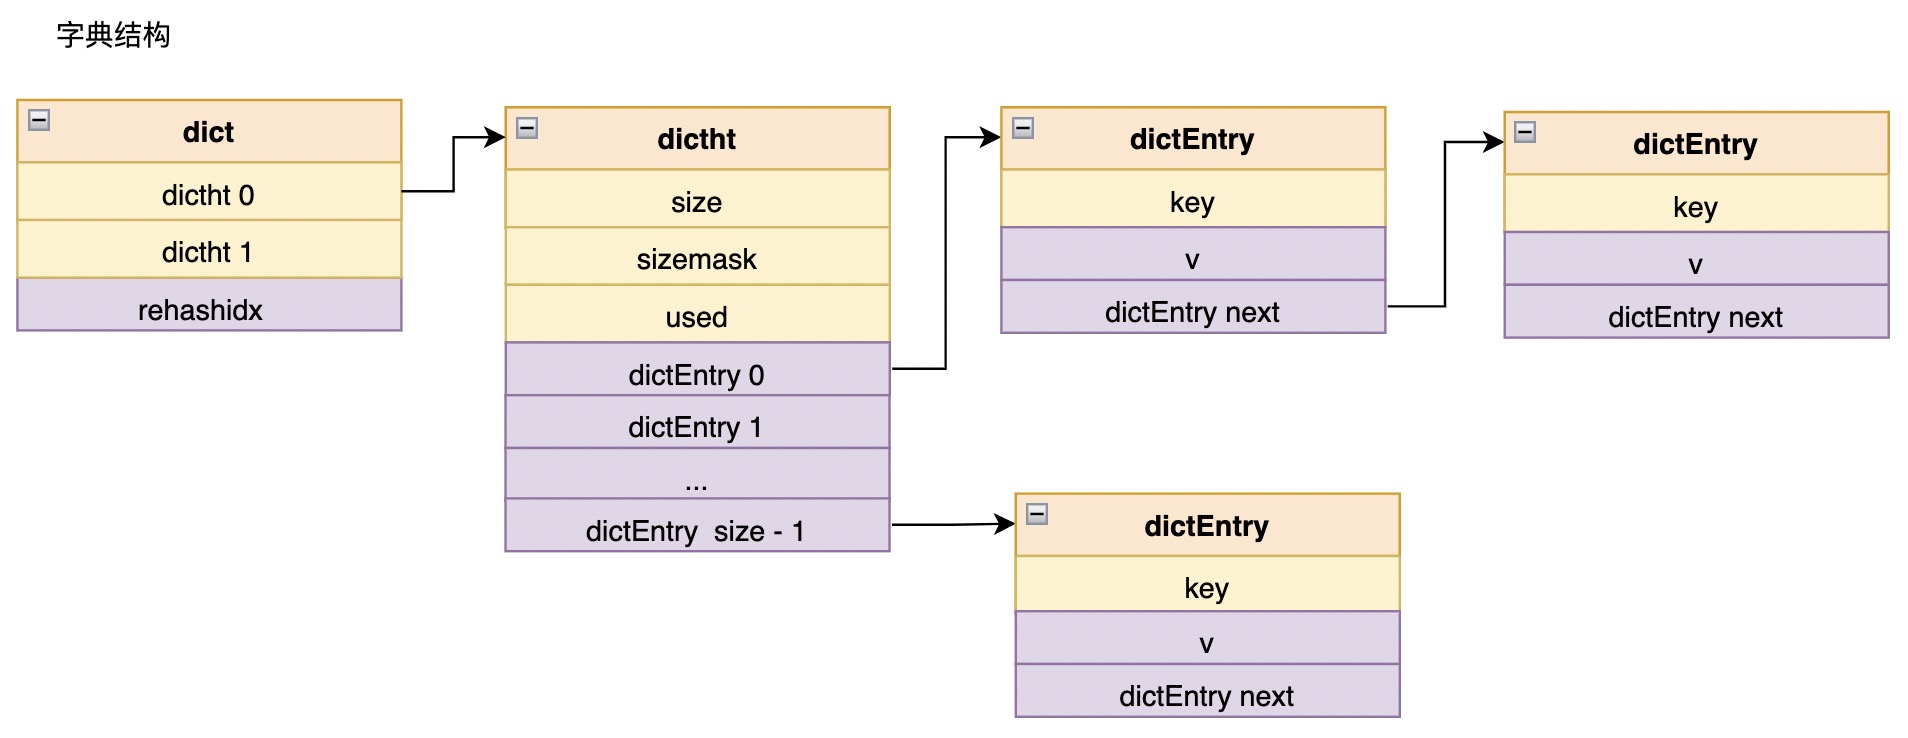 字典结构
dict
dictht 0
dictht 1
rehashidx
dictht
size
sizemask
used
dictEntry 0
dictEntry 1
...
dictEntry  size - 1
dictEntry
key
v
dictEntry next
dictEntry
key
v
dictEntry next
dictEntry
key
v
dictEntry next